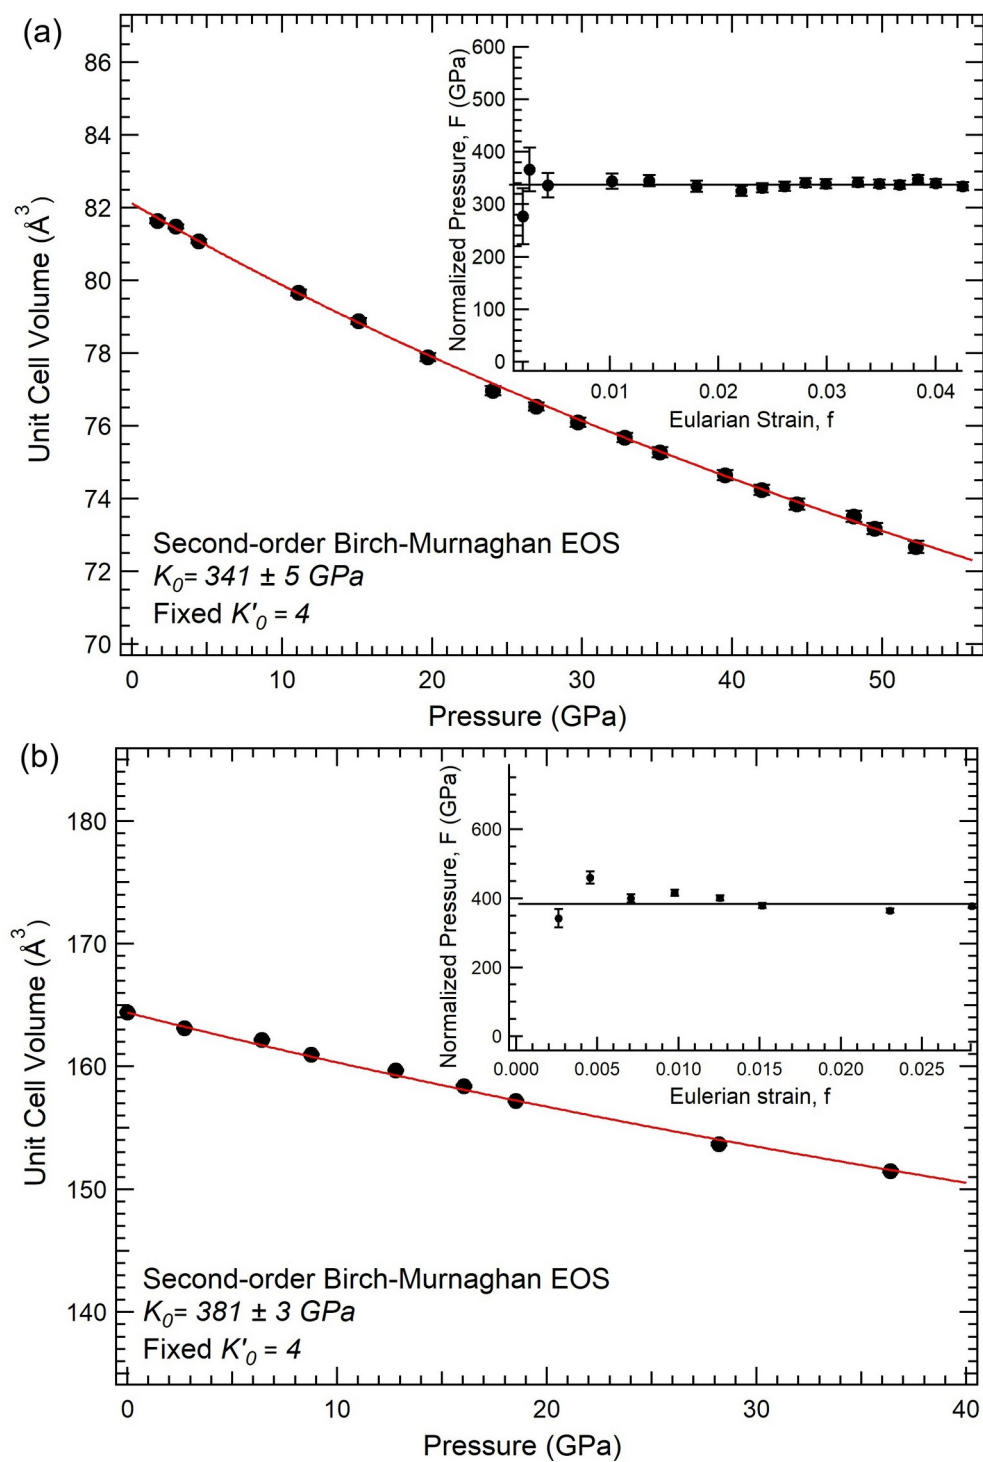 (a)
86
84
82
80
78
76
74
72
70
Unit Cell Volume (Å³)
0
10
20
30
40
50
Pressure (GPa)
600
500
400
300
200
100
0
Normalized Pressure, F (GPa)
0.01
0.02
0.03
0.04
Eularian Strain, f
Second-order Birch-Murnaghan EOS
K₀= 341 ± 5 GPa
Fixed K'₀ = 4
(b)
180
170
160
150
140
Unit Cell Volume (Å³)
0
10
20
30
40
Pressure (GPa)
600
400
200
0
Normalized Pressure, F (GPa)
0.000
0.005
0.010
0.015
0.020
0.025
Eulerian strain, f
Second-order Birch-Murnaghan EOS
K₀= 381 ± 3 GPa
Fixed K'₀ = 4